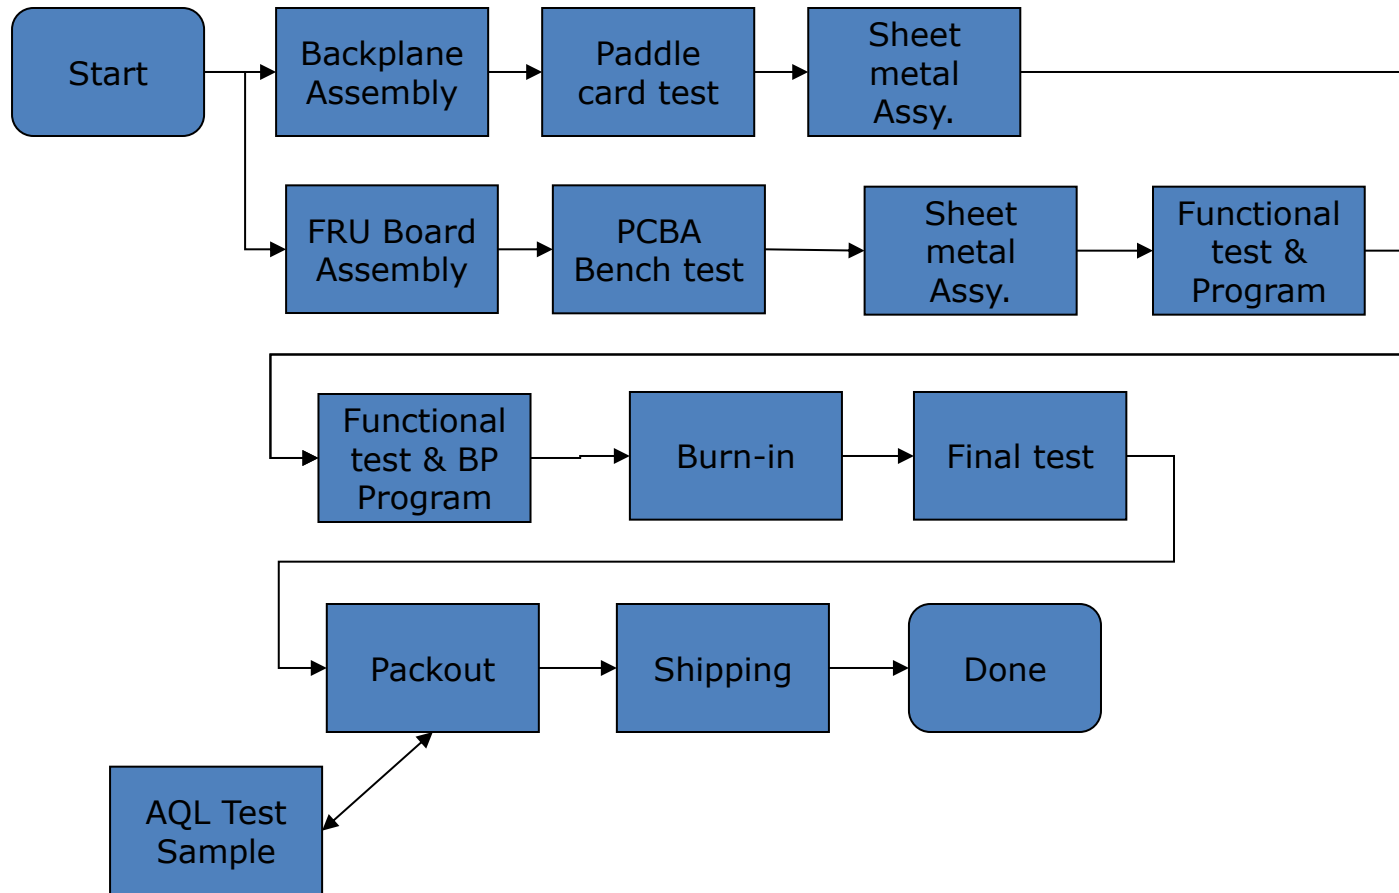 Start
Backplane
Assembly
Paddle
card test
Sheet
metal
Assy.
FRU Board
Assembly
PCBA
Bench test
Sheet
metal
Assy.
Functional
test &
Program
Functional
test & BP
Program
Burn-in
Final test
Packout
Shipping
Done
AQL Test
Sample